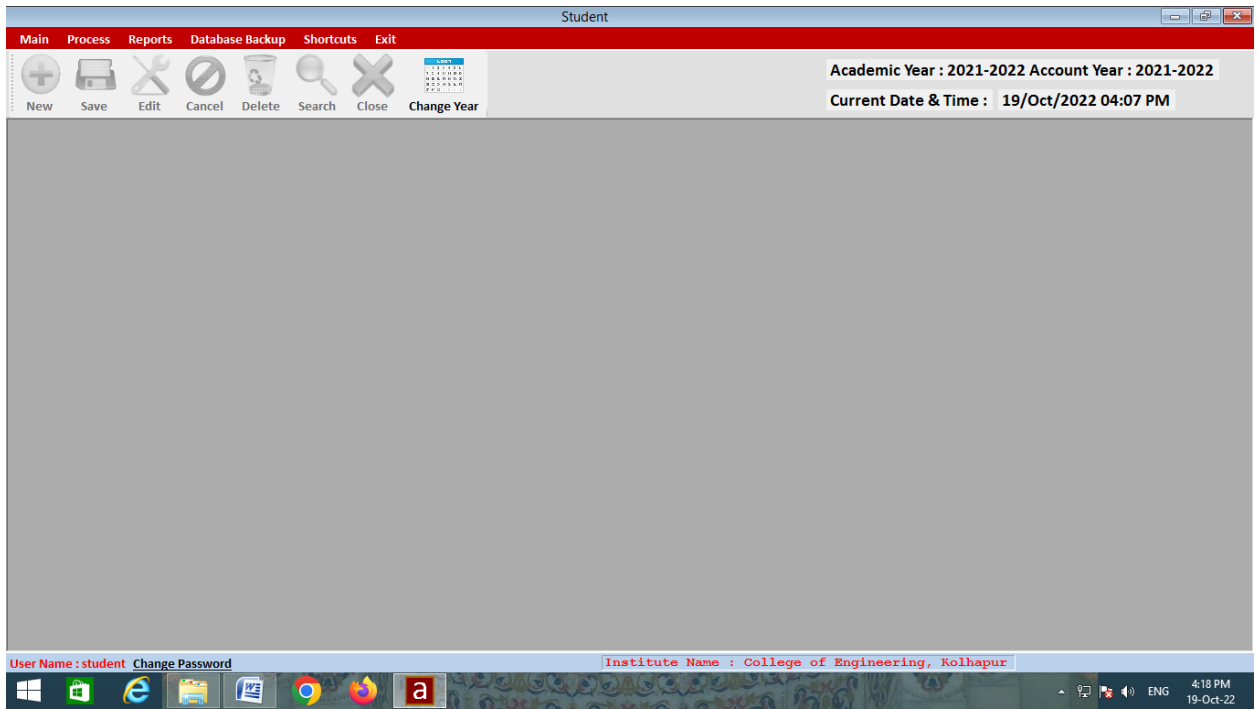 Student
Main Process Reports Database Backup Shortcuts Exit
New Save Edit Cancel Delete Search Close Change Year
Academic Year : 2021-2022 Account Year : 2021-2022
Current Date & Time : 19/Oct/2022 04:07 PM
User Name : student Change Password
Institute Name : College of Engineering, Kolhapur
a
ENG
4:18 PM
19-Oct-22